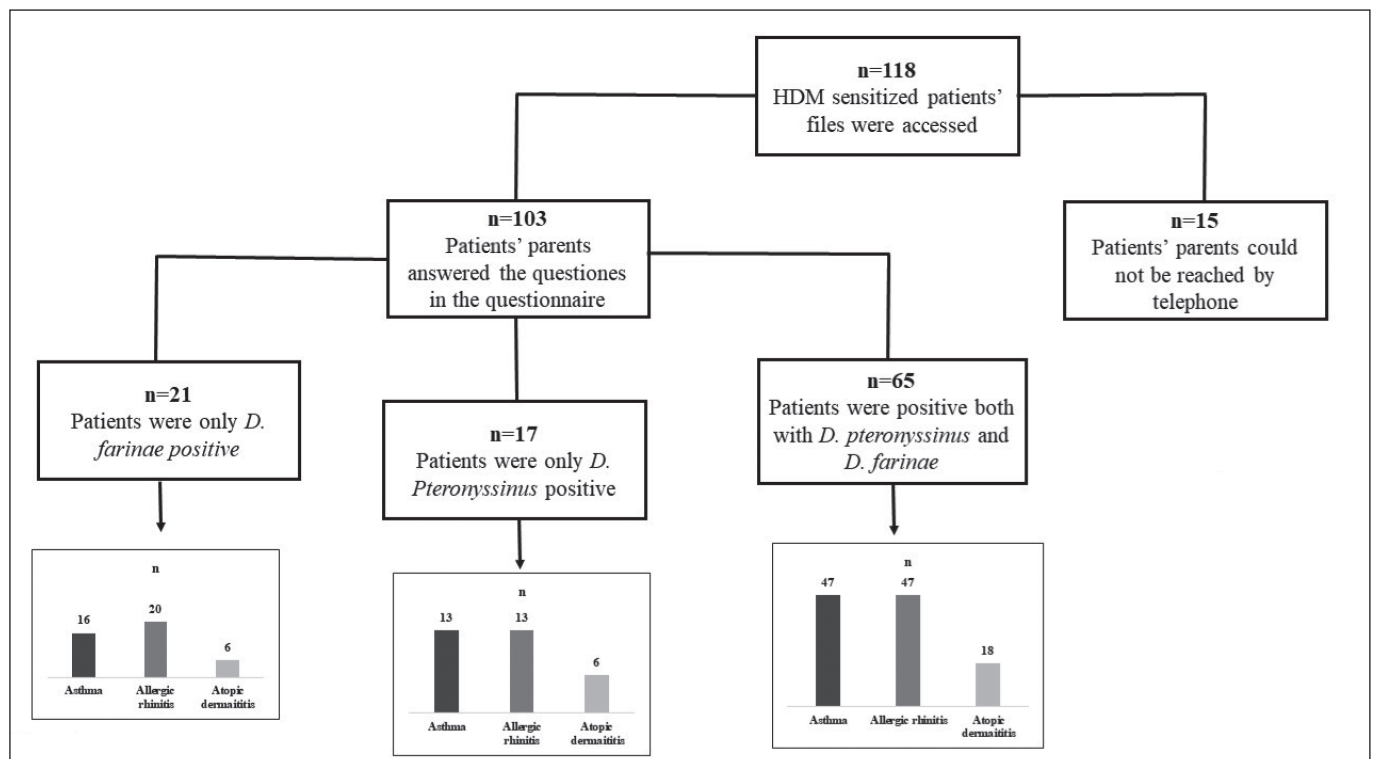 n=118
HDM sensitized patients'
files were accessed
n=103
Patients' parents
answered the questiones
in the questionnaire
n=15
Patients' parents could
not be reached by
telephone
n=21
Patients were only D.
farinae positive
n=17
Patients were only D.
Pteronyssinus positive
n=65
Patients were positive both
with D. pteronyssinus and
D. farinae
n
16
20
6
Asthma
Allergic
rhinitis
Atopic
dermaititis
n
13
13
6
Asthma
Allergic
rhinitis
Atopic
dermaititis
n
47
47
18
Asthma
Allergic rhinitis
Atopic
dermaititis